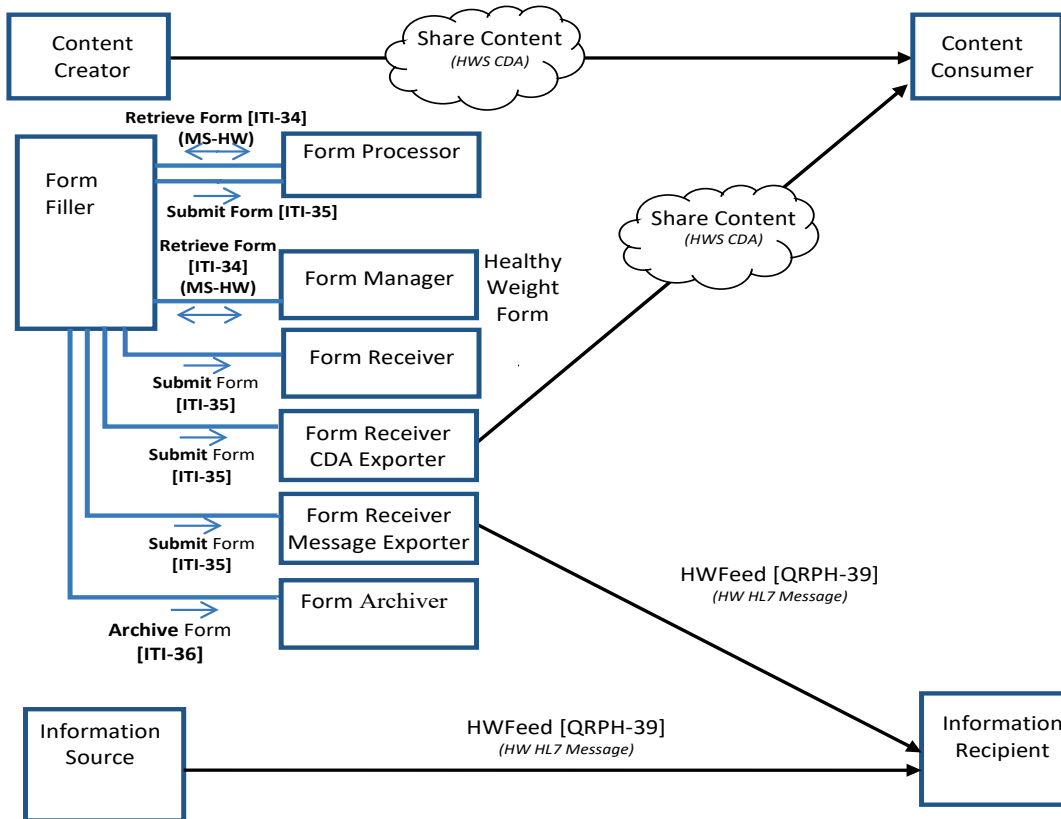 Content
Creator
Share Content
(HWS CDA)
Content
Consumer
Retrieve Form [ITI-34]
(MS-HW)
Form
Filler
Form Processor
Submit Form [ITI-35]
Share Content
(HWS CDA)
Retrieve Form
[ITI-34]
(MS-HW)
Form Manager
Healthy
Weight
Form
Form Receiver
Submit Form
[ITI-35]
Form Receiver
CDA Exporter
Submit Form
[ITI-35]
Form Receiver
Message Exporter
Submit Form
[ITI-35]
HWFeed [QRPH-39]
(HW HL7 Message)
Form Archiver
Archive Form
[ITI-36]
Information
Source
HWFeed [QRPH-39]
(HW HL7 Message)
Information
Recipient